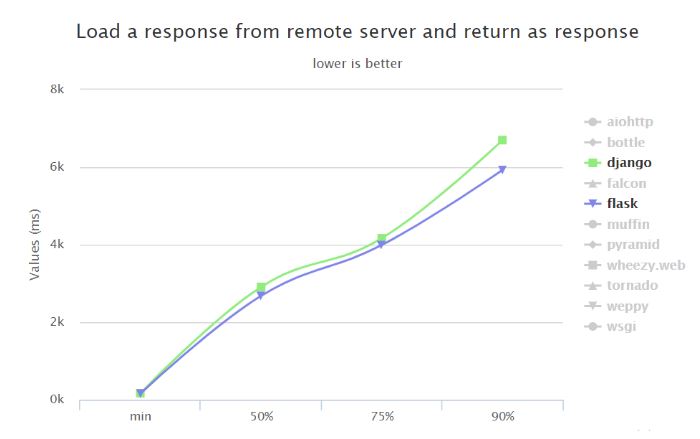 Load a response from remote server and return as response
lower is better
8k
6k
4k
2k
0k
Values (ms)
min
50%
75%
90%
aiohttp
bottle
django
falcon
flask
muffin
pyramid
wheezy.web
tornado
weppy
wsgi